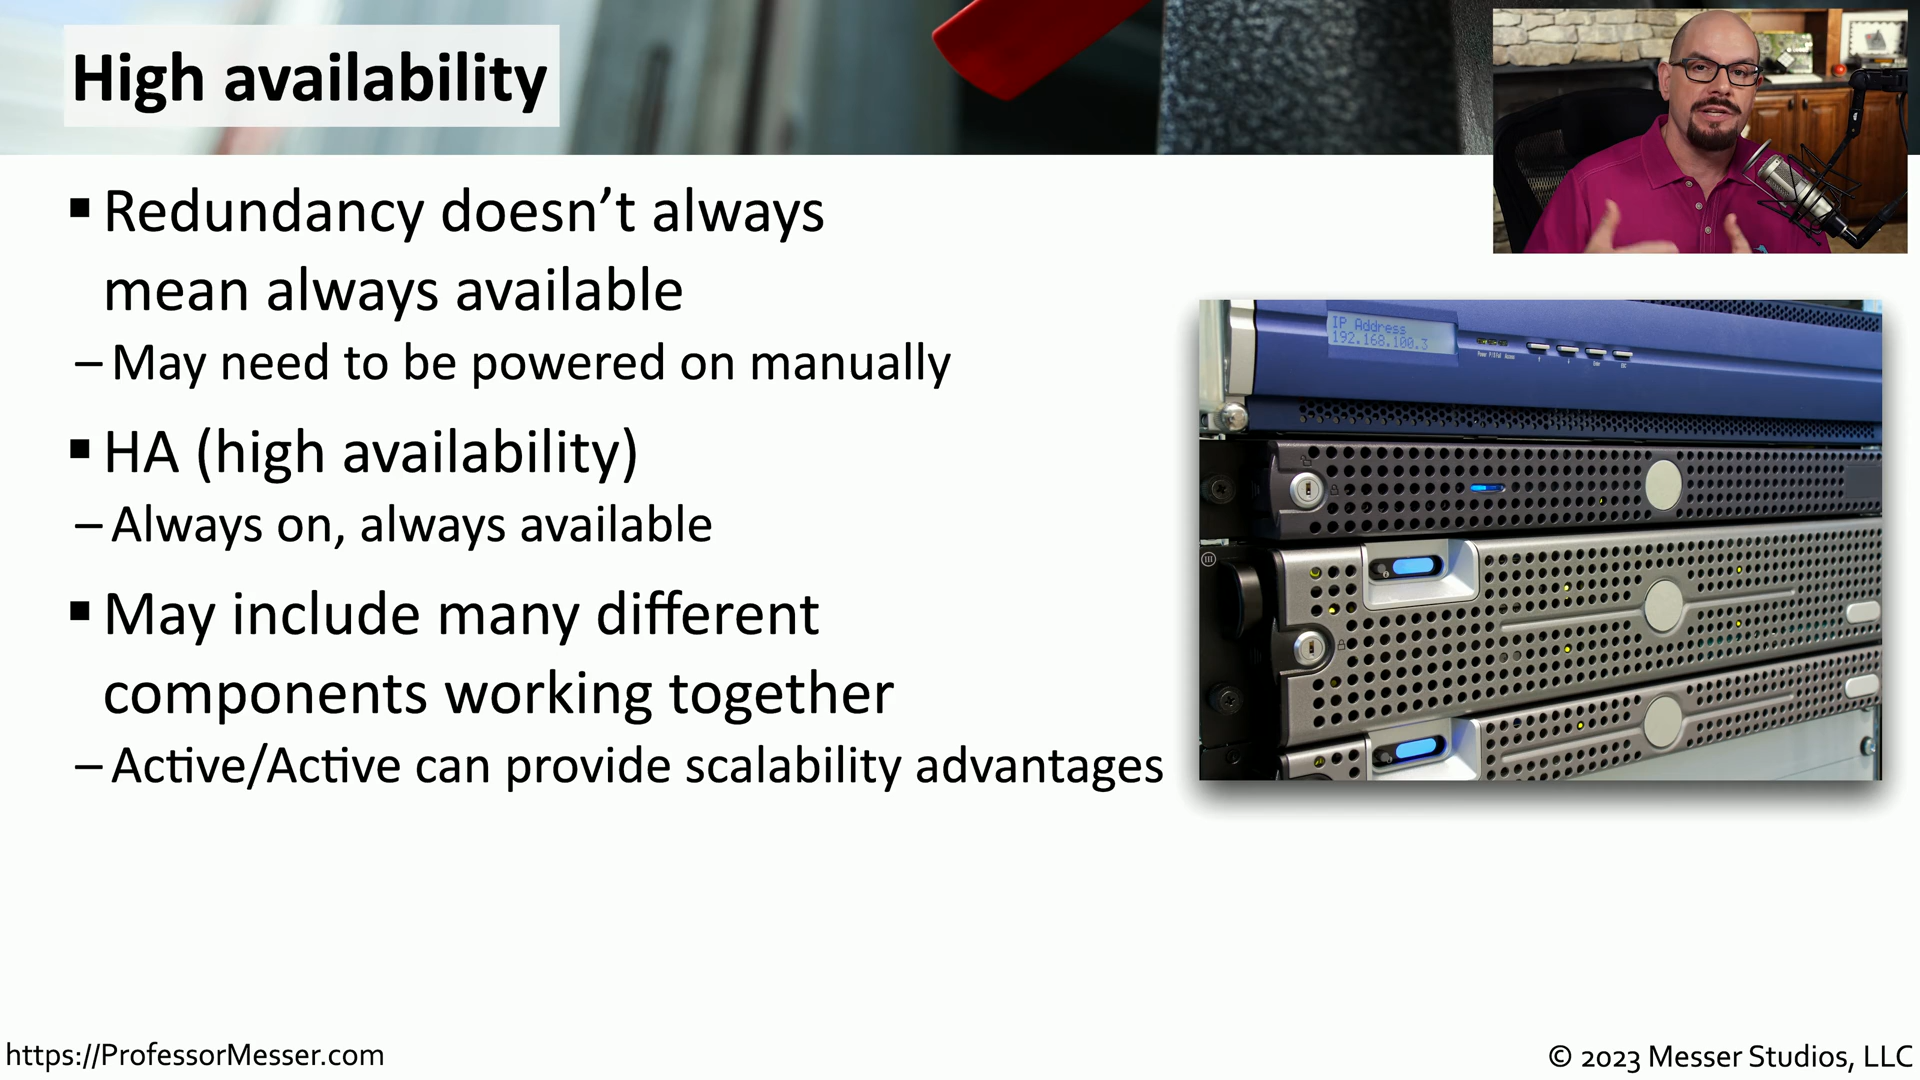 High availability
▪ Redundancy doesn’t always
mean always available
– May need to be powered on manually
▪ HA (high availability)
– Always on, always available
▪ May include many different
components working together
– Active/Active can provide scalability advantages
IP Address
192.168.100.3
https://ProfessorMesser.com
© 2023 Messer Studios, LLC